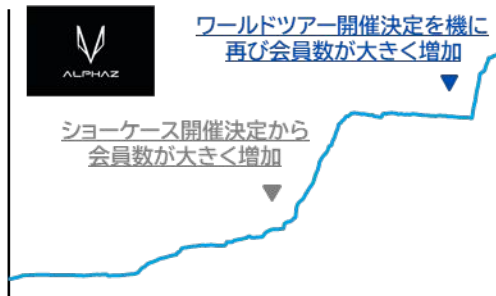 ワールドツアー開催決定を機に
再び会員数が大きく増加
ALPHAZ
ショーケース開催決定から
会員数が大きく増加